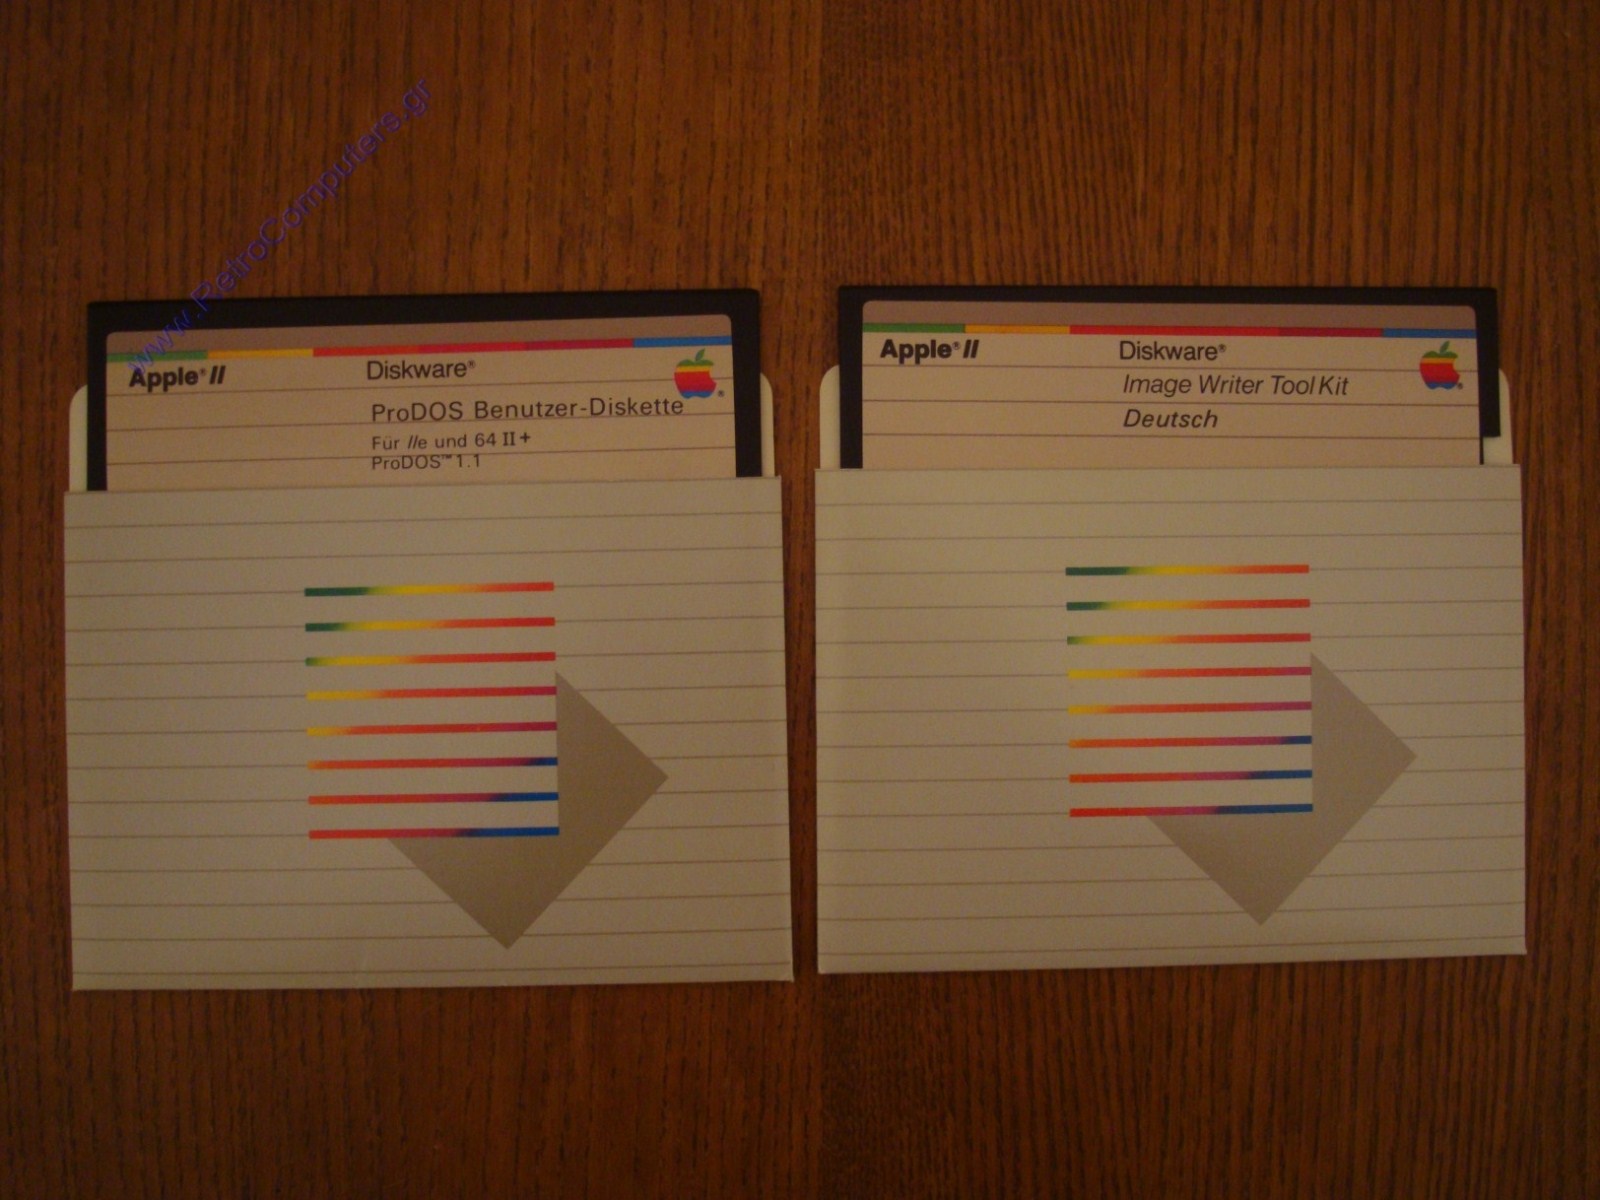 www.RetroComputers.gr
Apple® II
Diskware®
ProDOS Benutzer-Diskette
Für //e und 64 II+
ProDOS™ 1.1
Apple® II
Diskware®
Image Writer Tool Kit
Deutsch